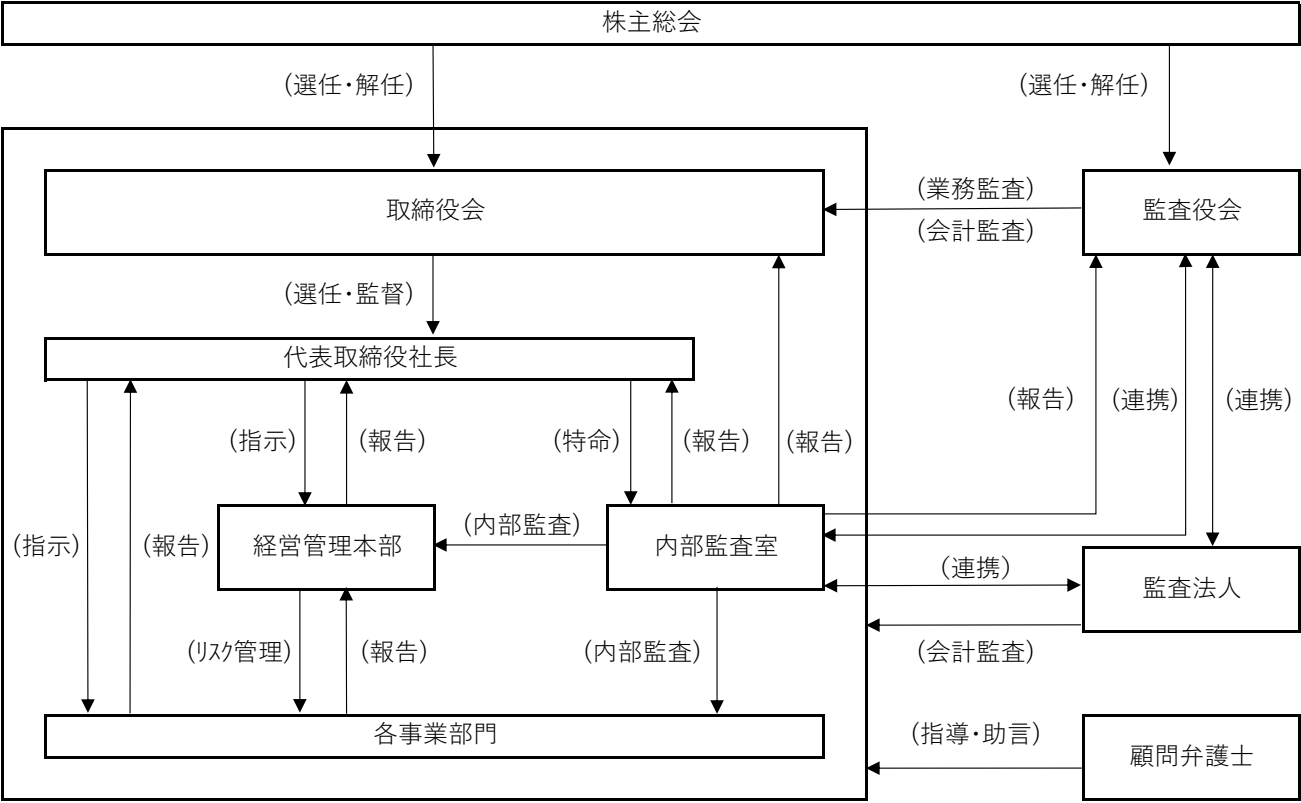 株主総会
(選任・解任)
(選任・解任)
取締役会
(業務監査)
(会計監査)
監査役会
(選任・監督)
代表取締役社長
(報告)
(連携)
(連携)
(指示)
(報告)
(特命)
(報告)
(報告)
(指示)
(報告)
経営管理本部
(内部監査)
内部監査室
(連携)
監査法人
(リスク管理)
(報告)
(内部監査)
(会計監査)
各事業部門
(指導・助言)
顧問弁護士